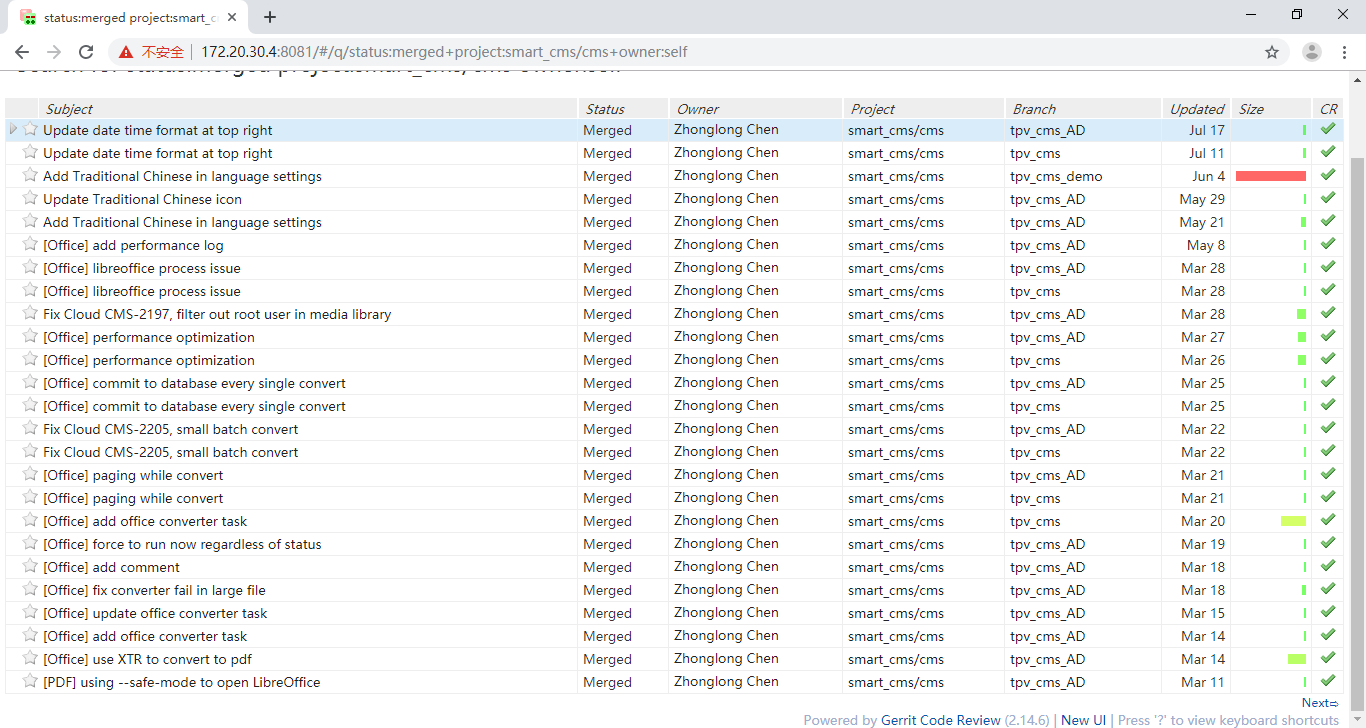 status:merged project:smart_c
不安全 172.20.30.4:8081/#/q/status:merged+project:smart_cms/cms+owner:self
Search for status:merged project:smart_cms/cms owner:self
Subject Status Owner Project Branch Updated Size CR
Update date time format at top right Merged Zhonglong Chen smart_cms/cms tpv_cms_AD Jul 17
Update date time format at top right Merged Zhonglong Chen smart_cms/cms tpv_cms Jul 11
Add Traditional Chinese in language settings Merged Zhonglong Chen smart_cms/cms tpv_cms_demo Jun 4
Update Traditional Chinese icon Merged Zhonglong Chen smart_cms/cms tpv_cms_AD May 29
Add Traditional Chinese in language settings Merged Zhonglong Chen smart_cms/cms tpv_cms_AD May 21
[Office] add performance log Merged Zhonglong Chen smart_cms/cms tpv_cms_AD May 8
[Office] libreoffice process issue Merged Zhonglong Chen smart_cms/cms tpv_cms_AD Mar 28
[Office] libreoffice process issue Merged Zhonglong Chen smart_cms/cms tpv_cms Mar 28
Fix Cloud CMS-2197, filter out root user in media library Merged Zhonglong Chen smart_cms/cms tpv_cms_AD Mar 28
[Office] performance optimization Merged Zhonglong Chen smart_cms/cms tpv_cms_AD Mar 27
[Office] performance optimization Merged Zhonglong Chen smart_cms/cms tpv_cms Mar 26
[Office] commit to database every single convert Merged Zhonglong Chen smart_cms/cms tpv_cms_AD Mar 25
[Office] commit to database every single convert Merged Zhonglong Chen smart_cms/cms tpv_cms Mar 25
Fix Cloud CMS-2205, small batch convert Merged Zhonglong Chen smart_cms/cms tpv_cms_AD Mar 22
Fix Cloud CMS-2205, small batch convert Merged Zhonglong Chen smart_cms/cms tpv_cms Mar 22
[Office] paging while convert Merged Zhonglong Chen smart_cms/cms tpv_cms_AD Mar 21
[Office] paging while convert Merged Zhonglong Chen smart_cms/cms tpv_cms Mar 21
[Office] add office converter task Merged Zhonglong Chen smart_cms/cms tpv_cms Mar 20
[Office] force to run now regardless of status Merged Zhonglong Chen smart_cms/cms tpv_cms_AD Mar 19
[Office] add comment Merged Zhonglong Chen smart_cms/cms tpv_cms_AD Mar 18
[Office] fix converter fail in large file Merged Zhonglong Chen smart_cms/cms tpv_cms_AD Mar 18
[Office] update office converter task Merged Zhonglong Chen smart_cms/cms tpv_cms_AD Mar 15
[Office] add office converter task Merged Zhonglong Chen smart_cms/cms tpv_cms_AD Mar 14
[Office] use XTR to convert to pdf Merged Zhonglong Chen smart_cms/cms tpv_cms_AD Mar 14
[PDF] using --safe-mode to open LibreOffice Merged Zhonglong Chen smart_cms/cms tpv_cms_AD Mar 11
Next⇨
Powered by Gerrit Code Review (2.14.6) | New UI | Press '?' to view keyboard shortcuts